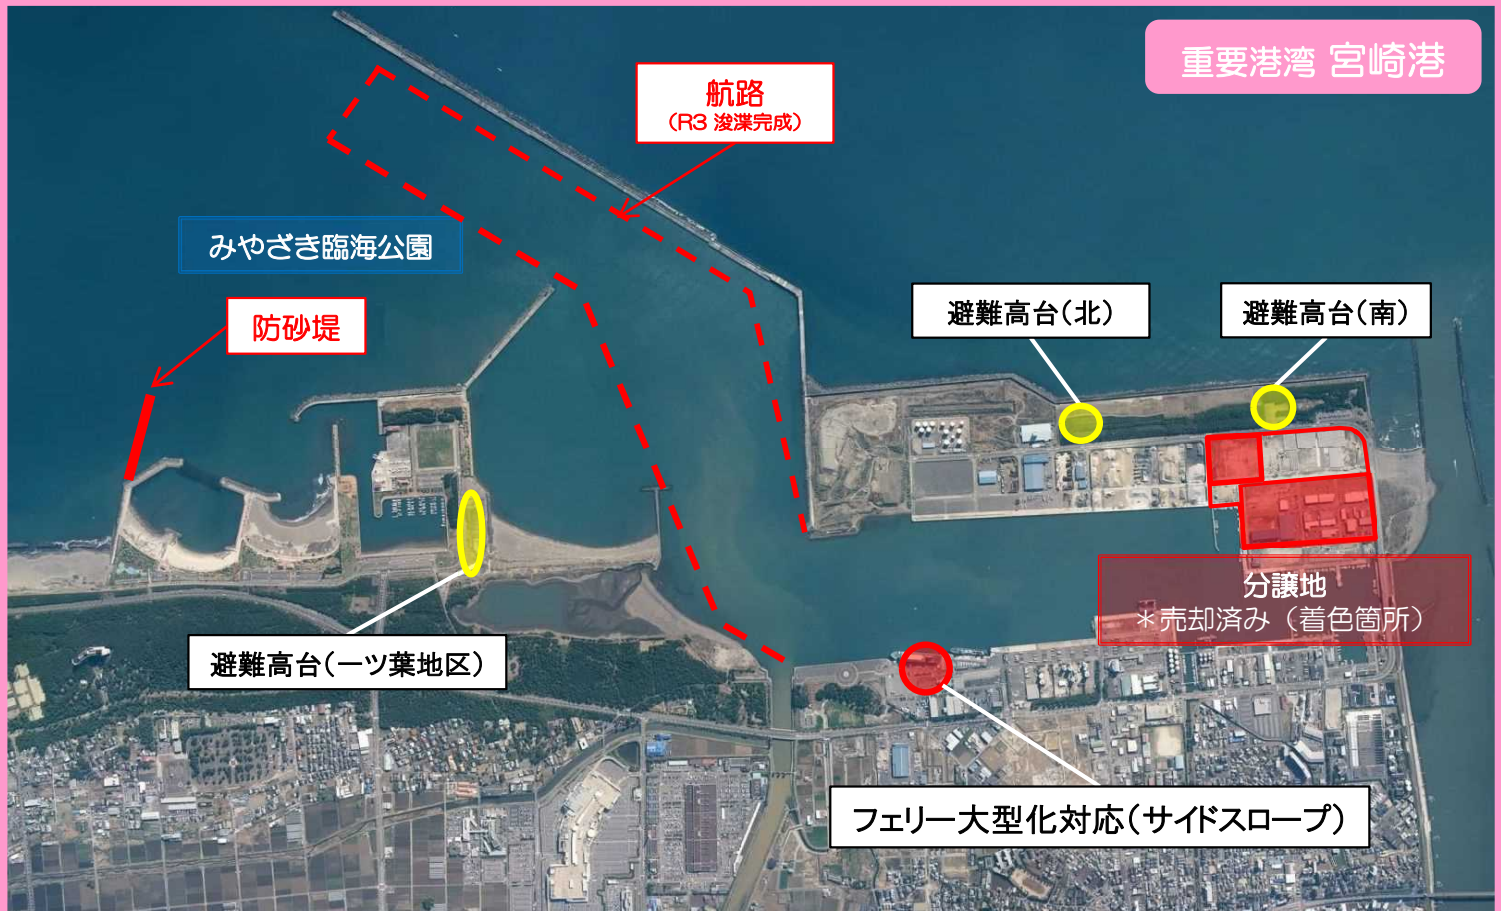 重要港湾 宮崎港
航路
(R3 浚渫完成)
みやざき臨海公園
防砂堤
避難高台(北)
避難高台(南)
分譲地
＊売却済み（着色箇所）
避難高台(一ツ葉地区)
フェリー大型化対応(サイドスロープ)